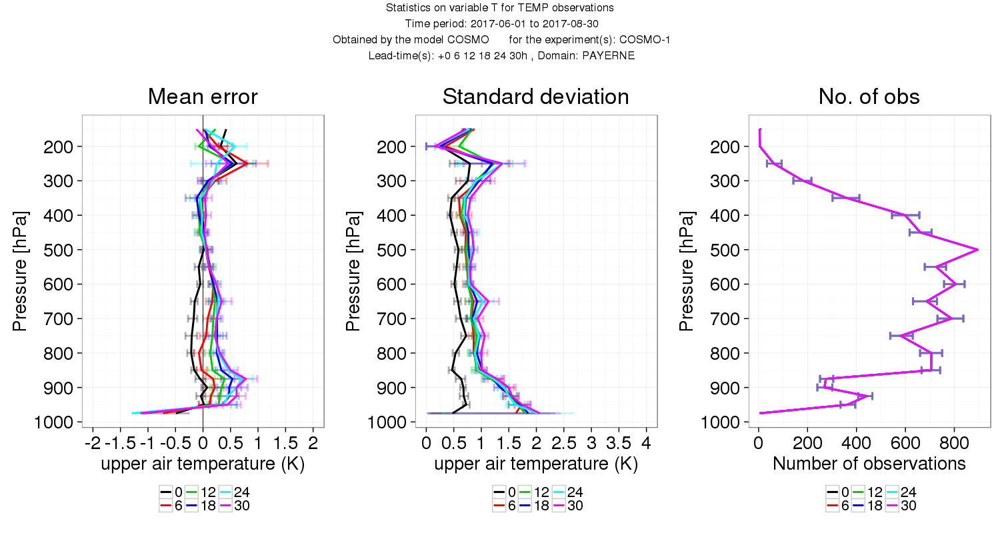 Statistics on variable T for TEMP observations
Time period: 2017-06-01 to 2017-08-30
Obtained by the model COSMO for the experiment(s): COSMO-1
Lead-time(s): +0 6 12 18 24 30h , Domain: PAYERNE
Mean error
Pressure [hPa]
200
300
400
500
600
700
800
900
1000
-2 -1.5 -1 -0.5 0 0.5 1 1.5 2
upper air temperature (K)
0 12 24
6 18 30
Standard deviation
Pressure [hPa]
200
300
400
500
600
700
800
900
1000
0 0.5 1 1.5 2 2.5 3 3.5 4
upper air temperature (K)
0 12 24
6 18 30
No. of obs
Pressure [hPa]
200
300
400
500
600
700
800
900
1000
0 200 400 600 800
Number of observations
0 12 24
6 18 30